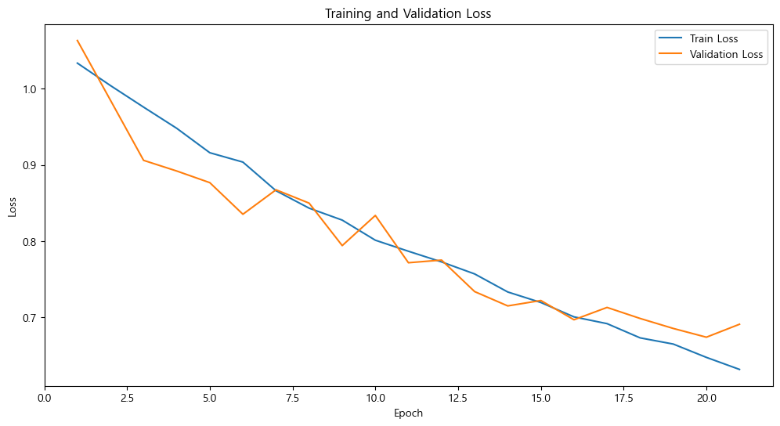 Training and Validation Loss
Train Loss
Validation Loss
1.0
0.9
0.8
0.7
Loss
0.0 2.5 5.0 7.5 10.0 12.5 15.0 17.5 20.0
Epoch